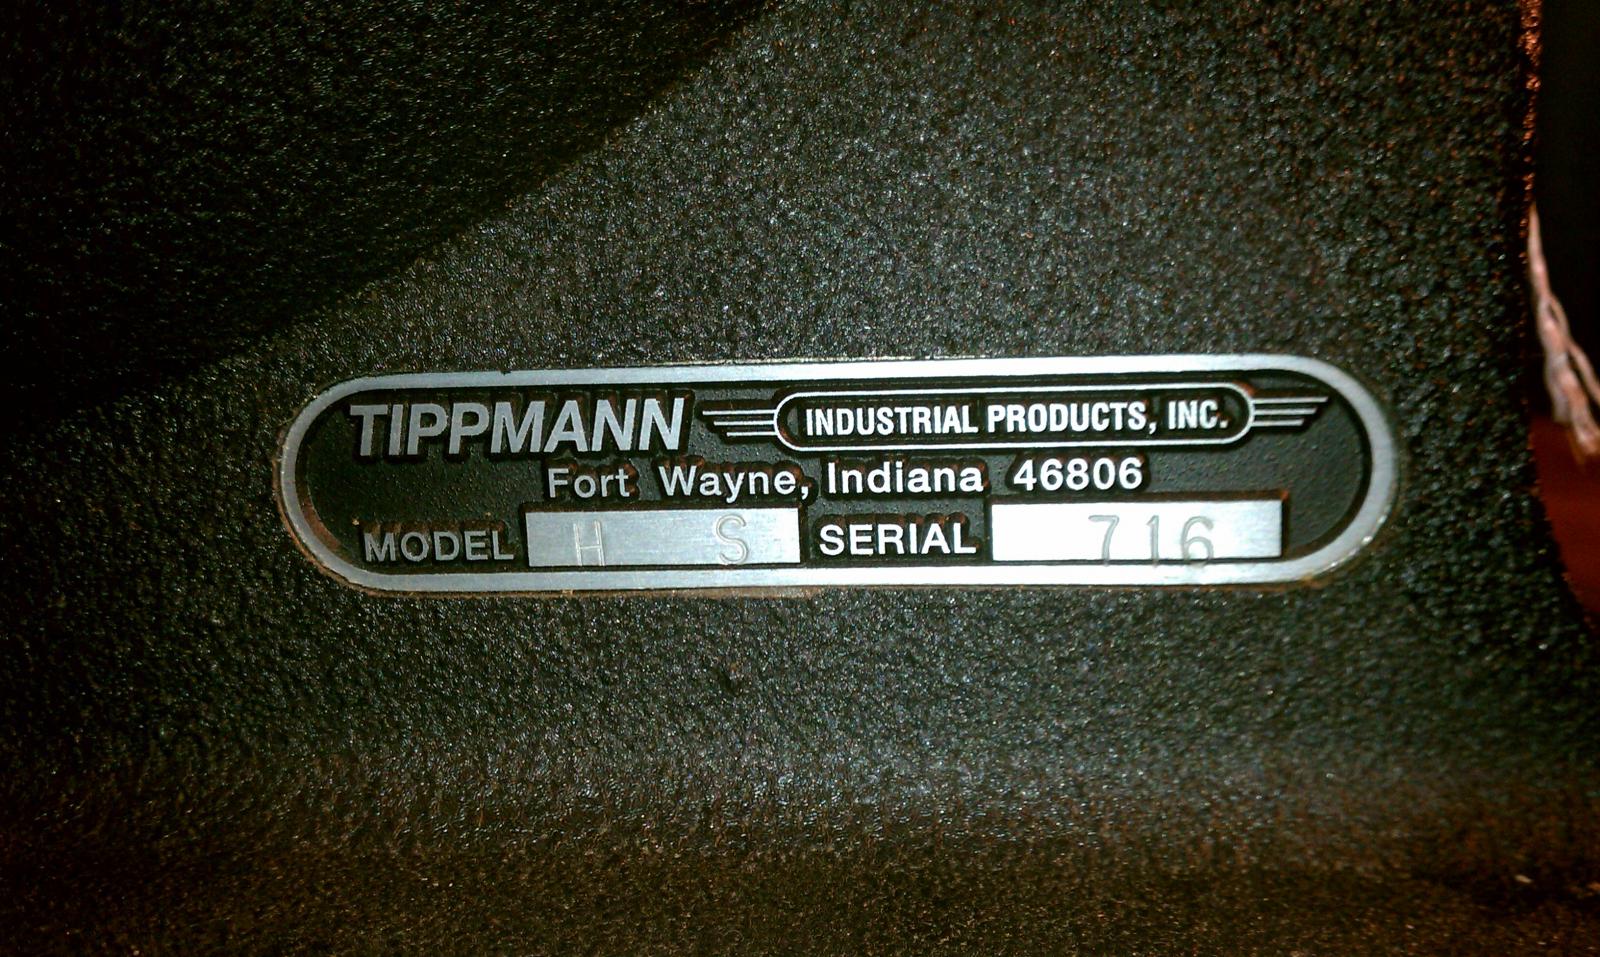 TIPPMANN INDUSTRIAL PRODUCTS, INC.
Fort Wayne, Indiana 46806
MODEL H S SERIAL 716